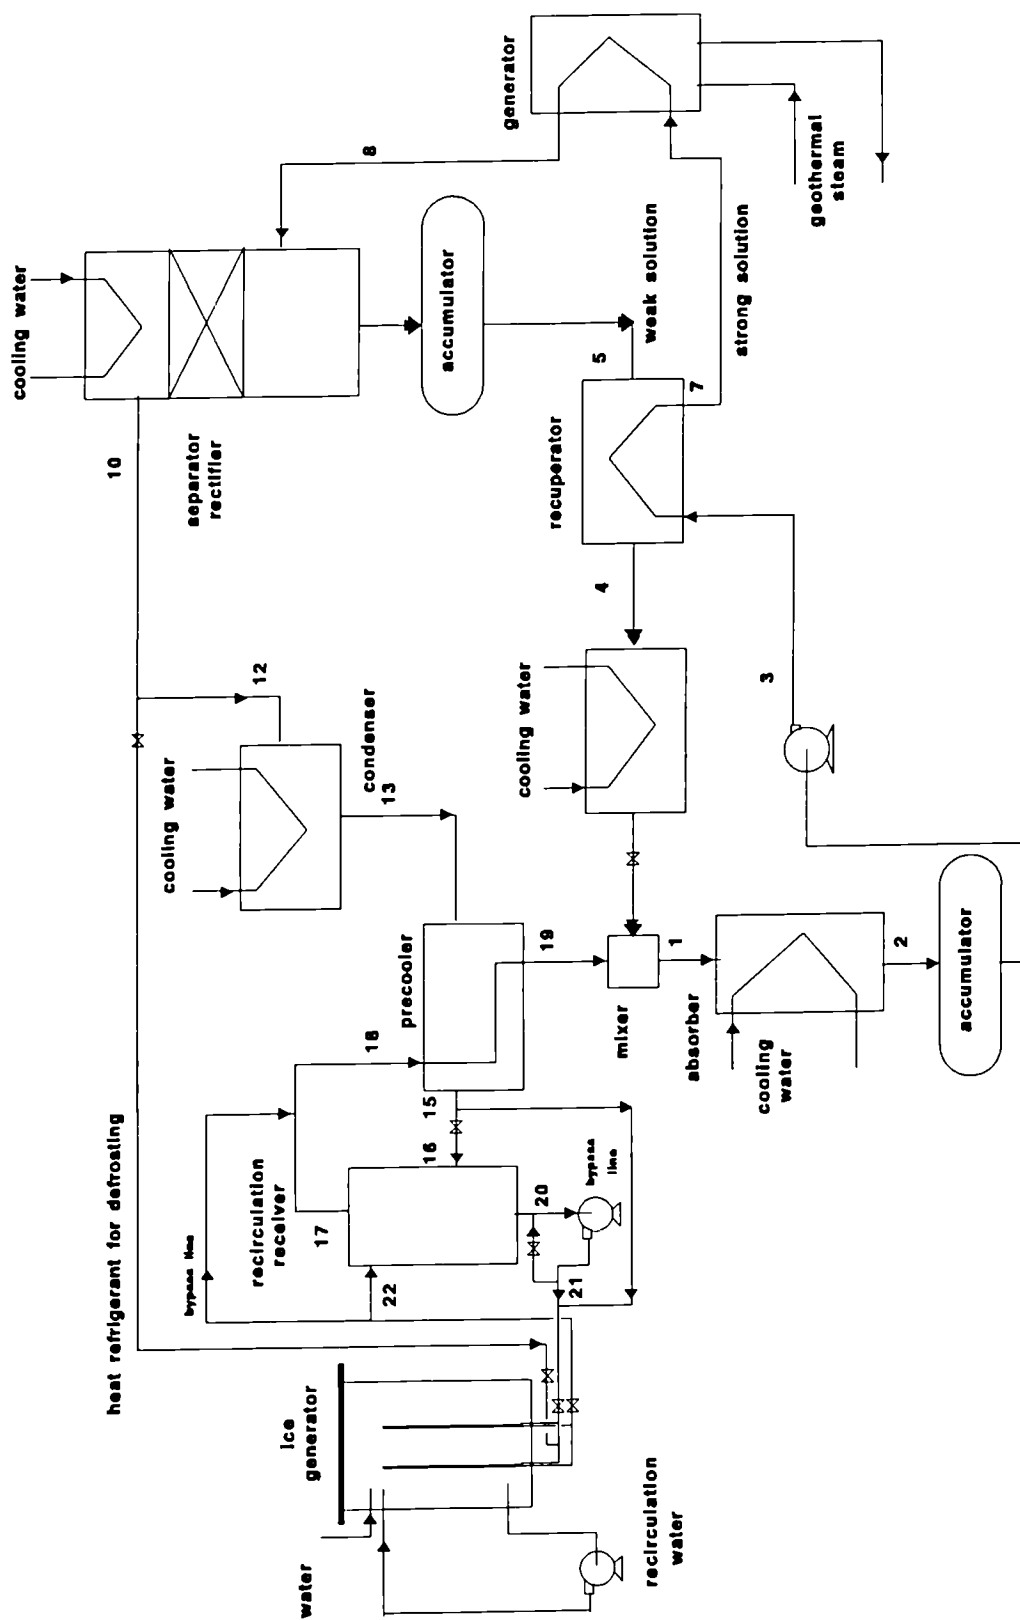 heat refrigerant for defrosting
cooling water
10
separator
rectifier
8
generator
geothermal
steam
accumulator
5
weak solution
7
strong solution
recuperator
4
3
cooling water
12
cooling water
condenser
13
precooler
18
19
mixer
1
absorber
cooling
water
2
accumulator
15
16
bypass line
recirculation
receiver
17
22
20
bypass
line
21
ice
generator
water
recirculation
water